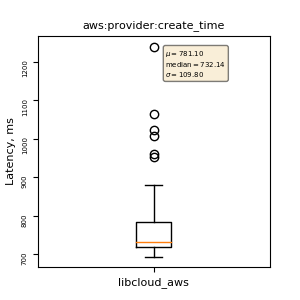 aws:provider:create_time
μ = 781.10
median = 732.14
σ = 109.80
Latency, ms
1200
1100
1000
900
800
700
libcloud_aws